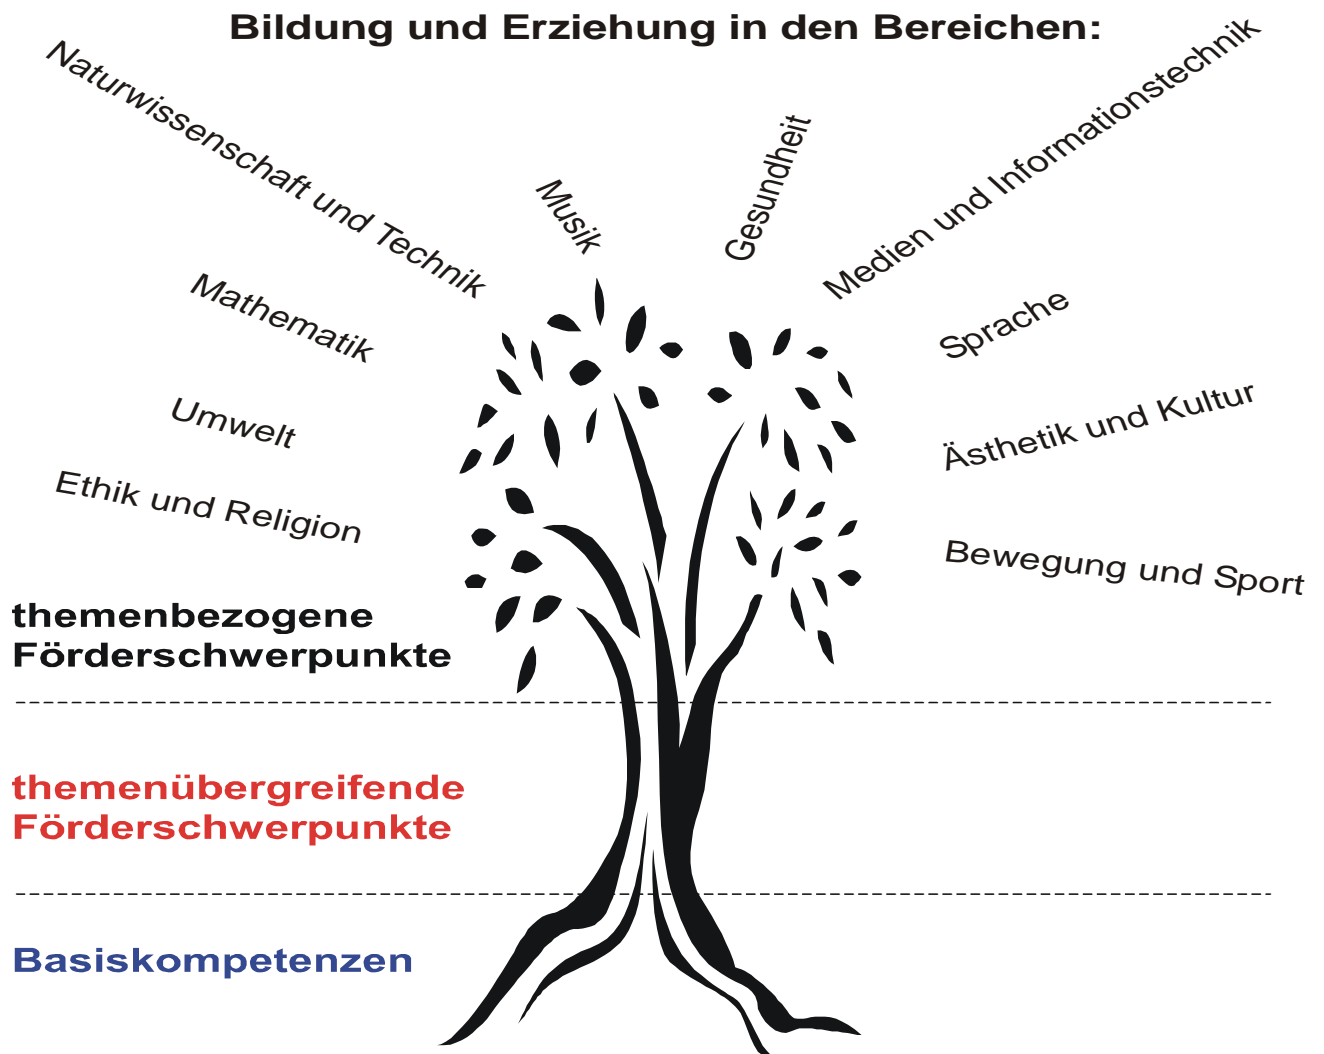 Bildung und Erziehung in den Bereichen:
Naturwissenschaft und Technik
Musik
Gesundheit
Medien und Informationstechnik
Mathematik
Sprache
Umwelt
Ästhetik und Kultur
Ethik und Religion
Bewegung und Sport
themenbezogene
Förderschwerpunkte
themenübergreifende
Förderschwerpunkte
Basiskompetenzen